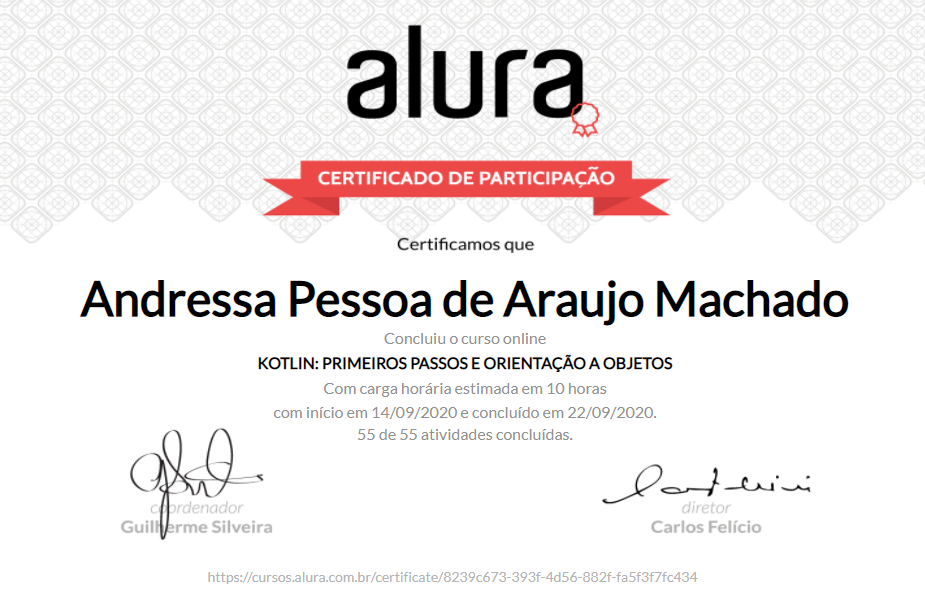 alura
CERTIFICADO DE PARTICIPAÇÃO
Certificamos que
Andressa Pessoa de Araujo Machado
Concluiu o curso online
KOTLIN: PRIMEIROS PASSOS E ORIENTAÇÃO A OBJETOS
Com carga horária estimada em 10 horas
com início em 14/09/2020 e concluído em 22/09/2020.
55 de 55 atividades concluídas.
coordenador
Guilherme Silveira
diretor
Carlos Felício
https://cursos.alura.com.br/certificate/8239c673-393f-4d56-882f-fa5f3f7fc434